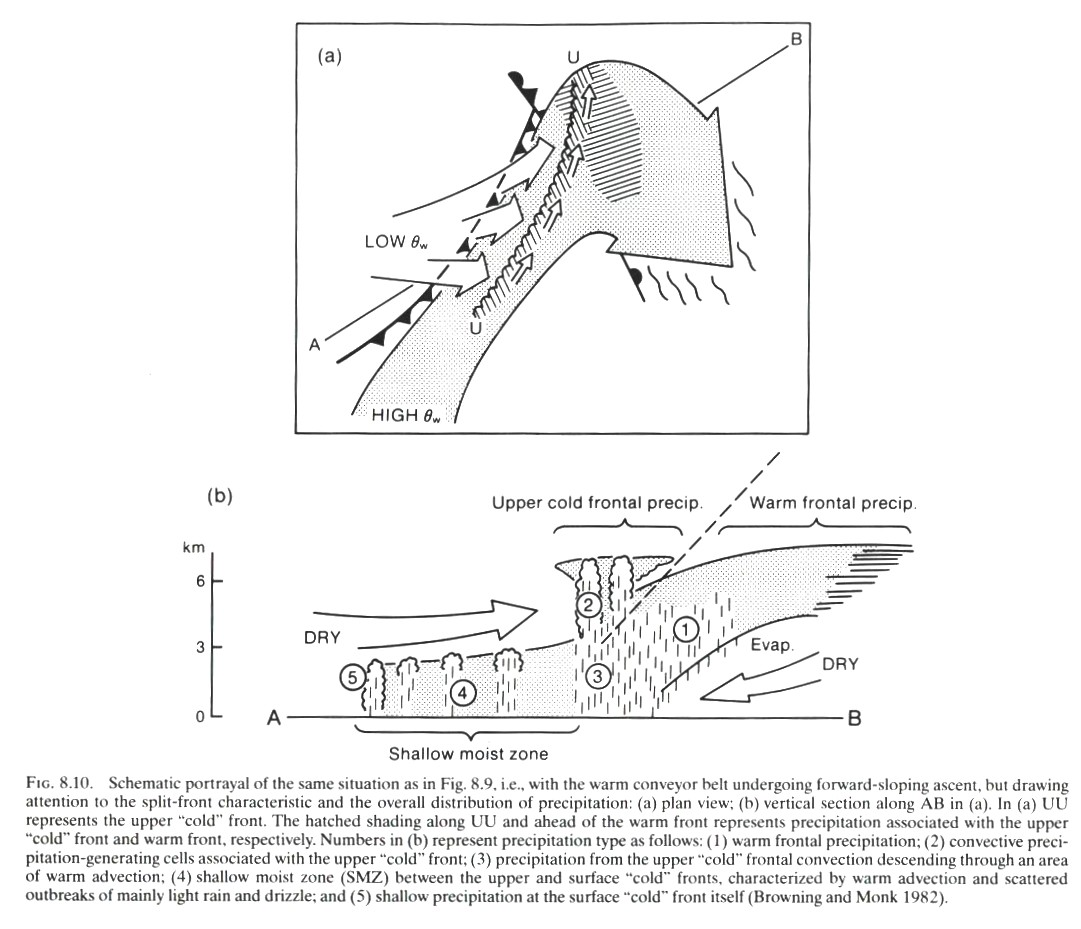 (a)
B
U
LOW θw
A
U
HIGH θw
(b)
Upper cold frontal precip.
Warm frontal precip.
km
6
2
1
DRY
3
Evap.
5
3
DRY
4
0
A
B
Shallow moist zone
FIG. 8.10. Schematic portrayal of the same situation as in Fig. 8.9, i.e., with the warm conveyor belt undergoing forward-sloping ascent, but drawing
attention to the split-front characteristic and the overall distribution of precipitation: (a) plan view; (b) vertical section along AB in (a). In (a) UU
represents the upper “cold” front. The hatched shading along UU and ahead of the warm front represents precipitation associated with the upper
“cold” front and warm front, respectively. Numbers in (b) represent precipitation type as follows: (1) warm frontal precipitation; (2) convective preci-
pitation-generating cells associated with the upper “cold” front; (3) precipitation from the upper “cold” frontal convection descending through an area
of warm advection; (4) shallow moist zone (SMZ) between the upper and surface “cold” fronts, characterized by warm advection and scattered
outbreaks of mainly light rain and drizzle; and (5) shallow precipitation at the surface “cold” front itself (Browning and Monk 1982).